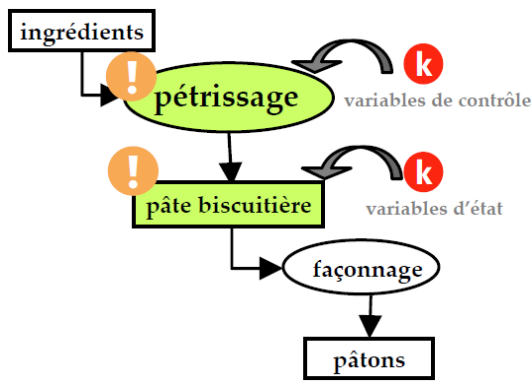 ingrédients
!
k
pétrissage
variables de contrôle
!
k
pâte biscuitière
variables d'état
façonnage
pâtons